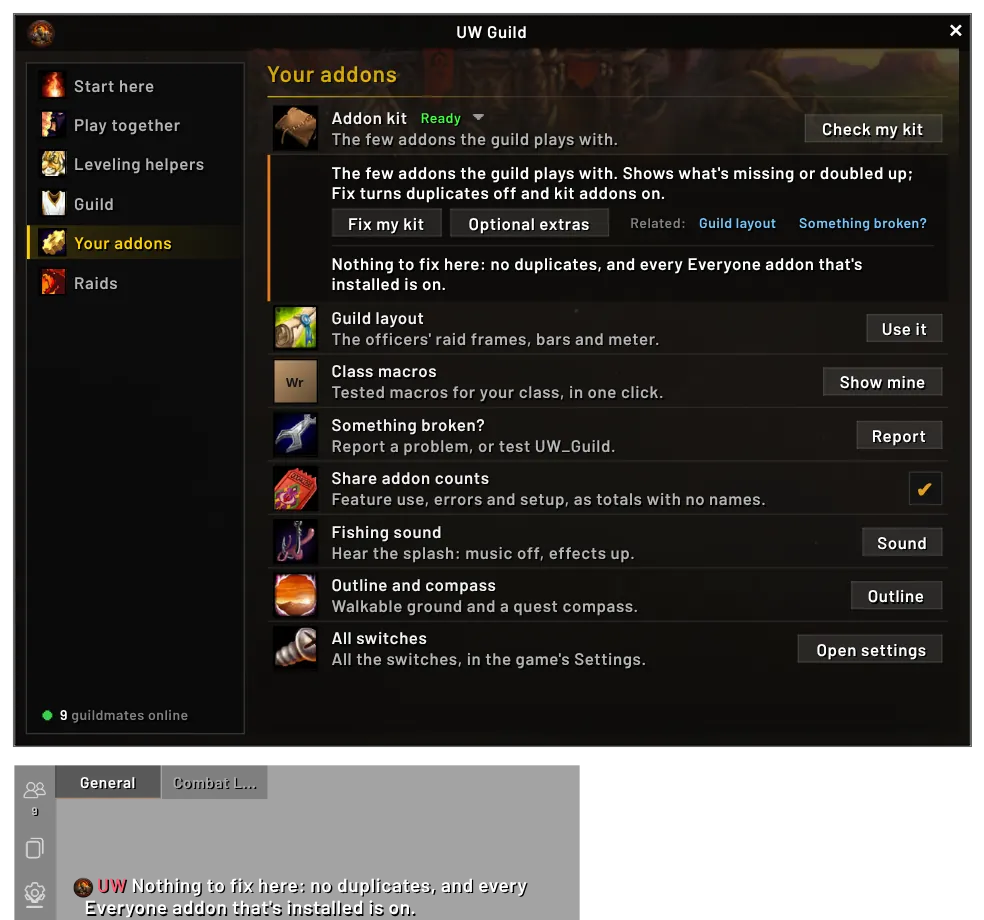 UW Guild
Start here
Play together
Leveling helpers
Guild
Your addons
Raids
9 guildmates online
Your addons
Addon kit Ready
The few addons the guild plays with.
Check my kit
The few addons the guild plays with. Shows what's missing or doubled up;
Fix turns duplicates off and kit addons on.
Fix my kit Optional extras Related: Guild layout Something broken?
Nothing to fix here: no duplicates, and every Everyone addon that's
installed is on.
Guild layout
The officers' raid frames, bars and meter.
Use it
Wr
Class macros
Tested macros for your class, in one click.
Show mine
Something broken?
Report a problem, or test UW_Guild.
Report
Share addon counts
Feature use, errors and setup, as totals with no names.
Fishing sound
Hear the splash: music off, effects up.
Sound
Outline and compass
Walkable ground and a quest compass.
Outline
All switches
All the switches, in the game's Settings.
Open settings
General Combat L...
9
UW Nothing to fix here: no duplicates, and every
Everyone addon that's installed is on.